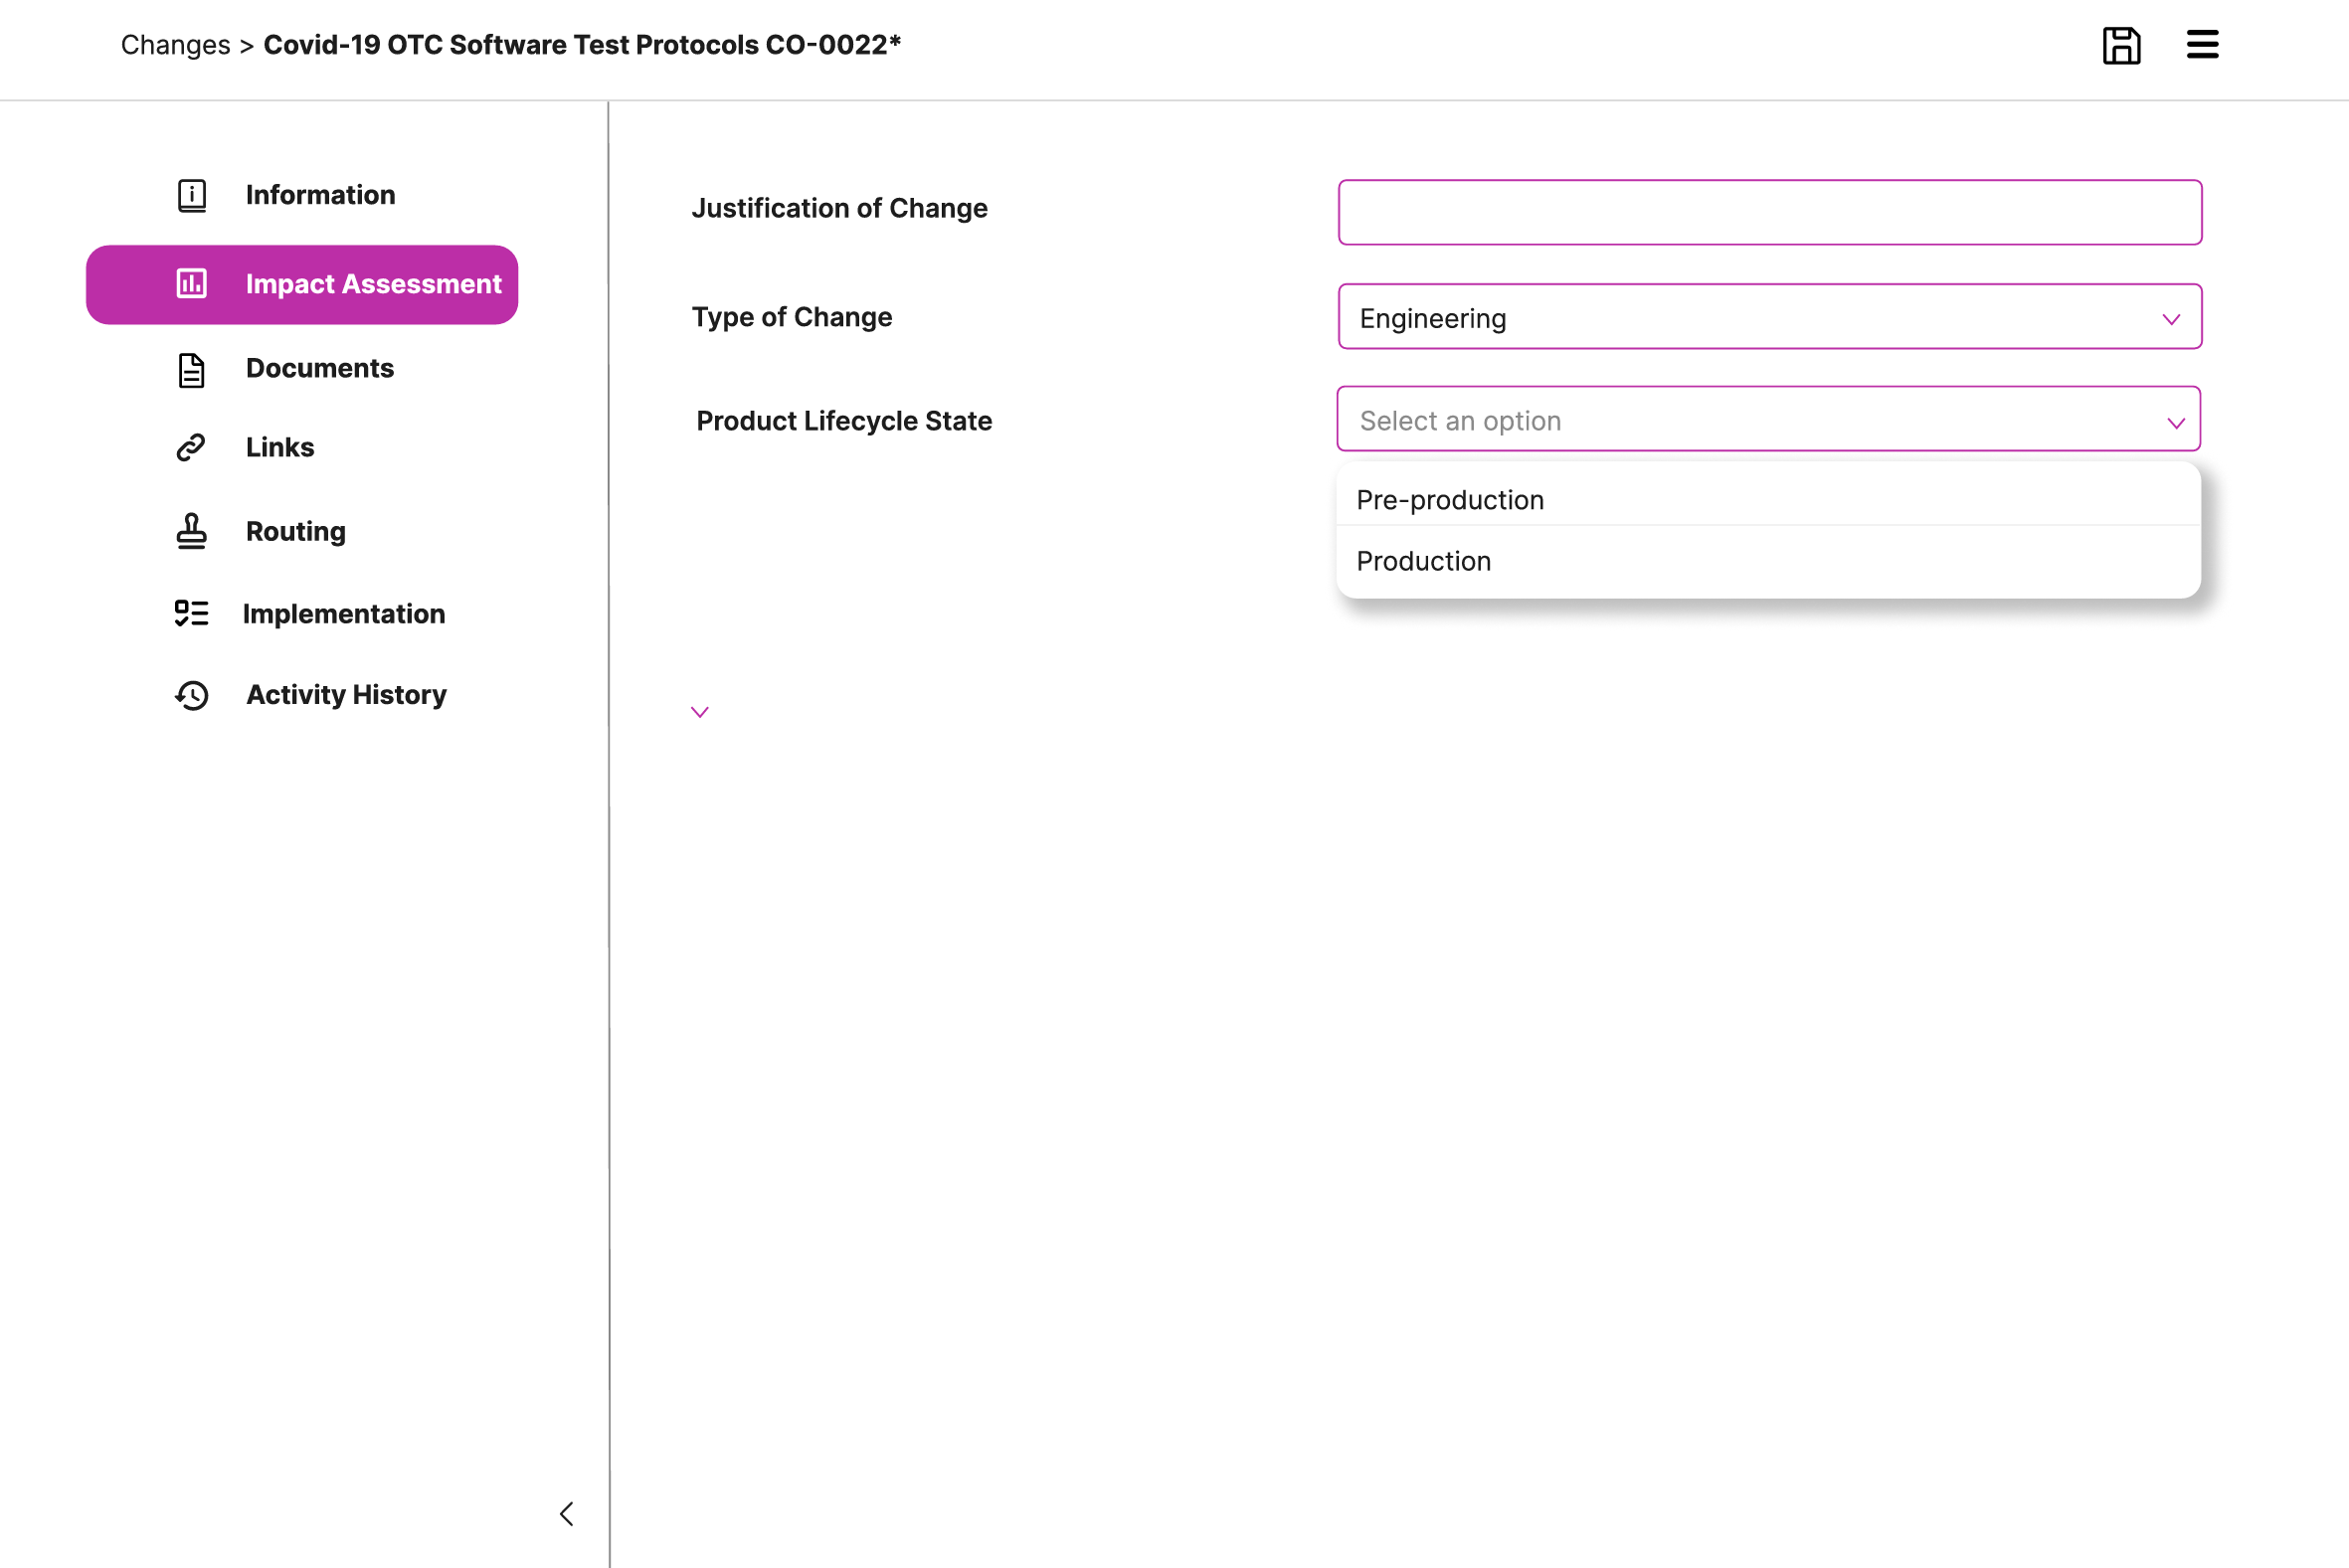 Changes > Covid-19 OTC Software Test Protocols CO-0022*
Information
Impact Assessment
Documents
Links
Routing
Implementation
Activity History
Justification of Change
Type of Change
Engineering
Product Lifecycle State
Select an option
Pre-production
Production